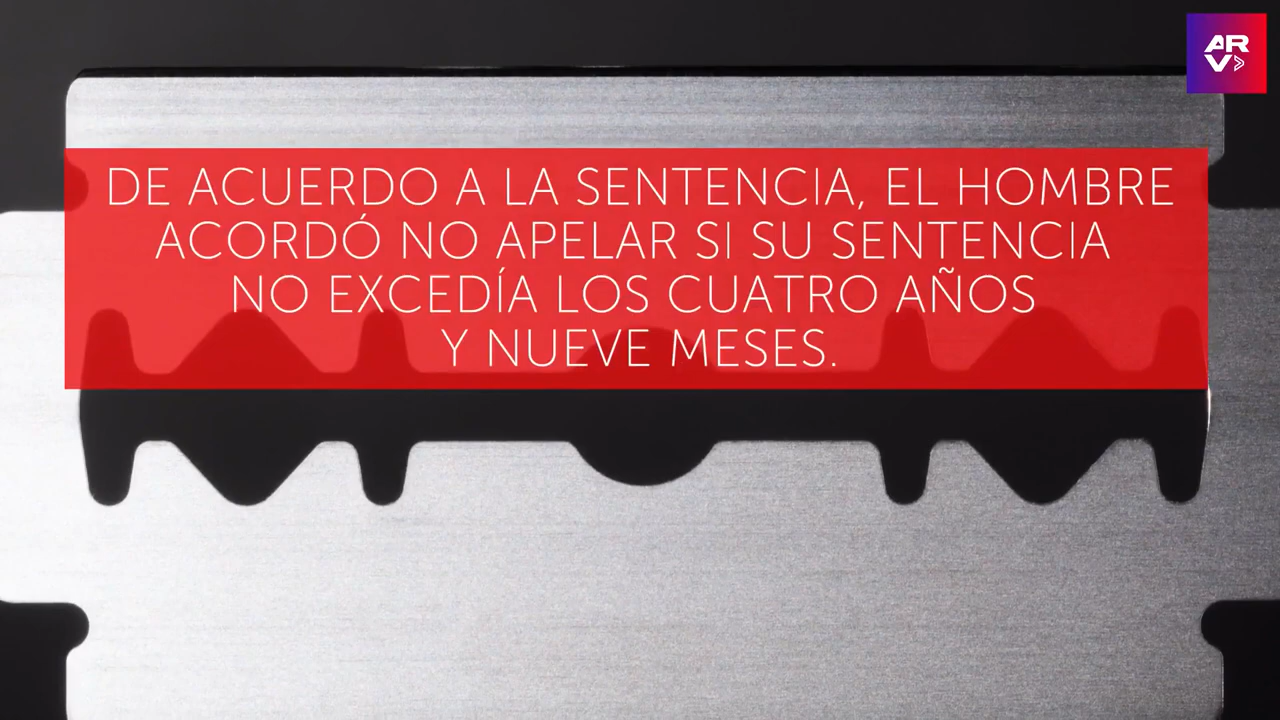 ARV
DE ACUERDO A LA SENTENCIA, EL HOMBRE
ACORDÓ NO APELAR SI SU SENTENCIA
NO EXCEDÍA LOS CUATRO AÑOS
Y NUEVE MESES.